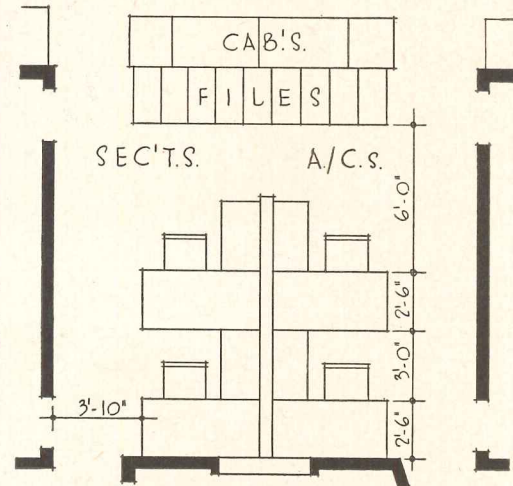 CAB'.S.
FILES
SEC'T.S. A./C.S.
6'-0"
2'-6"
3'-0"
3'-10"
2'-6"